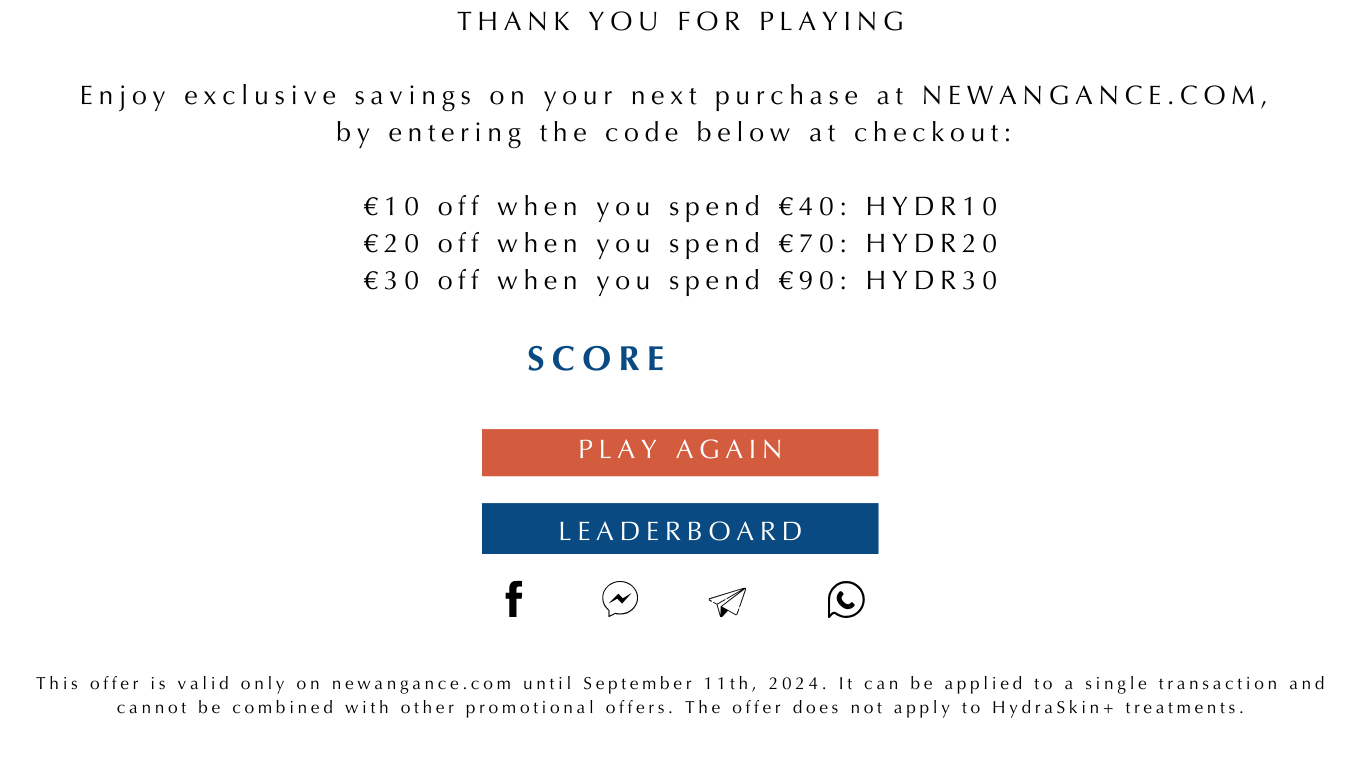 THANK YOU FOR PLAYING
Enjoy exclusive savings on your next purchase at NEWANGANCE.COM,
by entering the code below at checkout:
€10 off when you spend €40: HYDR10
€20 off when you spend €70: HYDR20
€30 off when you spend €90: HYDR30
SCORE
PLAY AGAIN
LEADERBOARD
This offer is valid only on newangance.com until September 11th, 2024. It can be applied to a single transaction and
cannot be combined with other promotional offers. The offer does not apply to HydraSkin+ treatments.